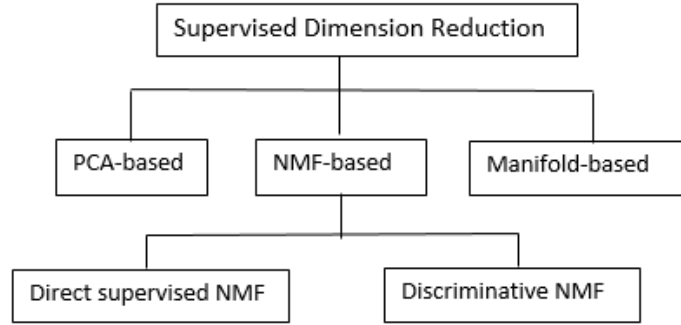 Supervised Dimension Reduction
PCA-based
NMF-based
Manifold-based
Direct supervised NMF
Discriminative NMF